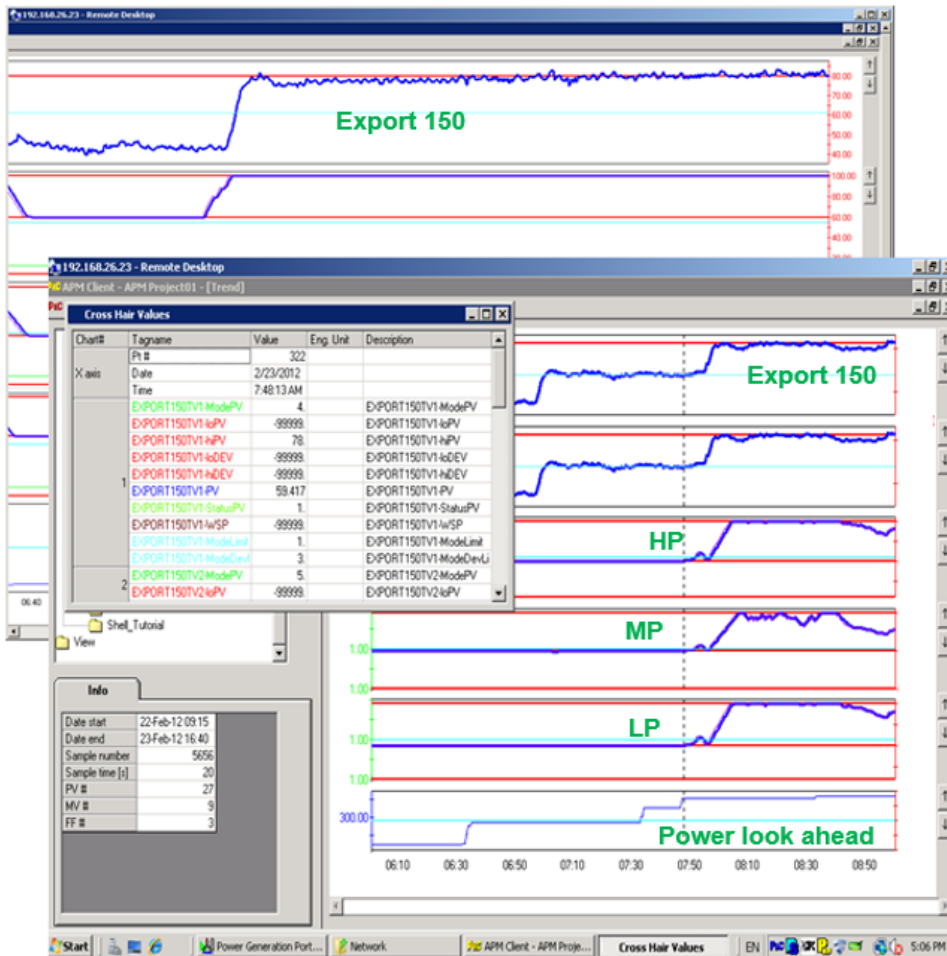 192.168.26.23 - Remote Desktop
80.00
70.00
60.00
50.00
40.00
Export 150
100.00
80.00
60.00
192.168.26.23 - Remote Desktop
APM Client - APM Project01 - [Trend]
Cross Hair Values
Chart# Tagname Value Eng. Unit Description
Pt # 322
X axis Date 2/23/2012
Time 7:48:13 AM
EXPORT150TV1-ModePV 4. EXPORT150TV1-ModePV
EXPORT150TV1-loPV -99999. EXPORT150TV1-loPV
EXPORT150TV1-hiPV 78. EXPORT150TV1-hiPV
EXPORT150TV1-loDEV -99999. EXPORT150TV1-loDEV
EXPORT150TV1-hiDEV -99999. EXPORT150TV1-hiDEV
1 EXPORT150TV1-PV 59.417 EXPORT150TV1-PV
EXPORT150TV1-StatusPV 1. EXPORT150TV1-StatusPV
EXPORT150TV1-WSP -99999. EXPORT150TV1-WSP
EXPORT150TV1-ModeLimit 1. EXPORT150TV1-ModeLimit
EXPORT150TV1-ModeDevl 3. EXPORT150TV1-ModeDevLi
EXPORT150TV2-ModePV 5. EXPORT150TV2-ModePV
2 EXPORT150TV2-loPV -99999. EXPORT150TV2-loPV
Export 150
HP
06:40
Shell_Tutorial
View
MP
1.00
1.00
LP
1.00
1.00
Info
Date start 22-Feb-12 09:15
Date end 23-Feb-12 16:40
Sample number 5656
Sample time [s] 20
PV # 27
MV # 9
FF # 3
300.00
Power look ahead
06:10 06:30 06:50 07:10 07:30 07:50 08:10 08:30 08:50
Start Power Generation Port... Network APM Client - APM Proje... Cross Hair Values EN 5:06 PM